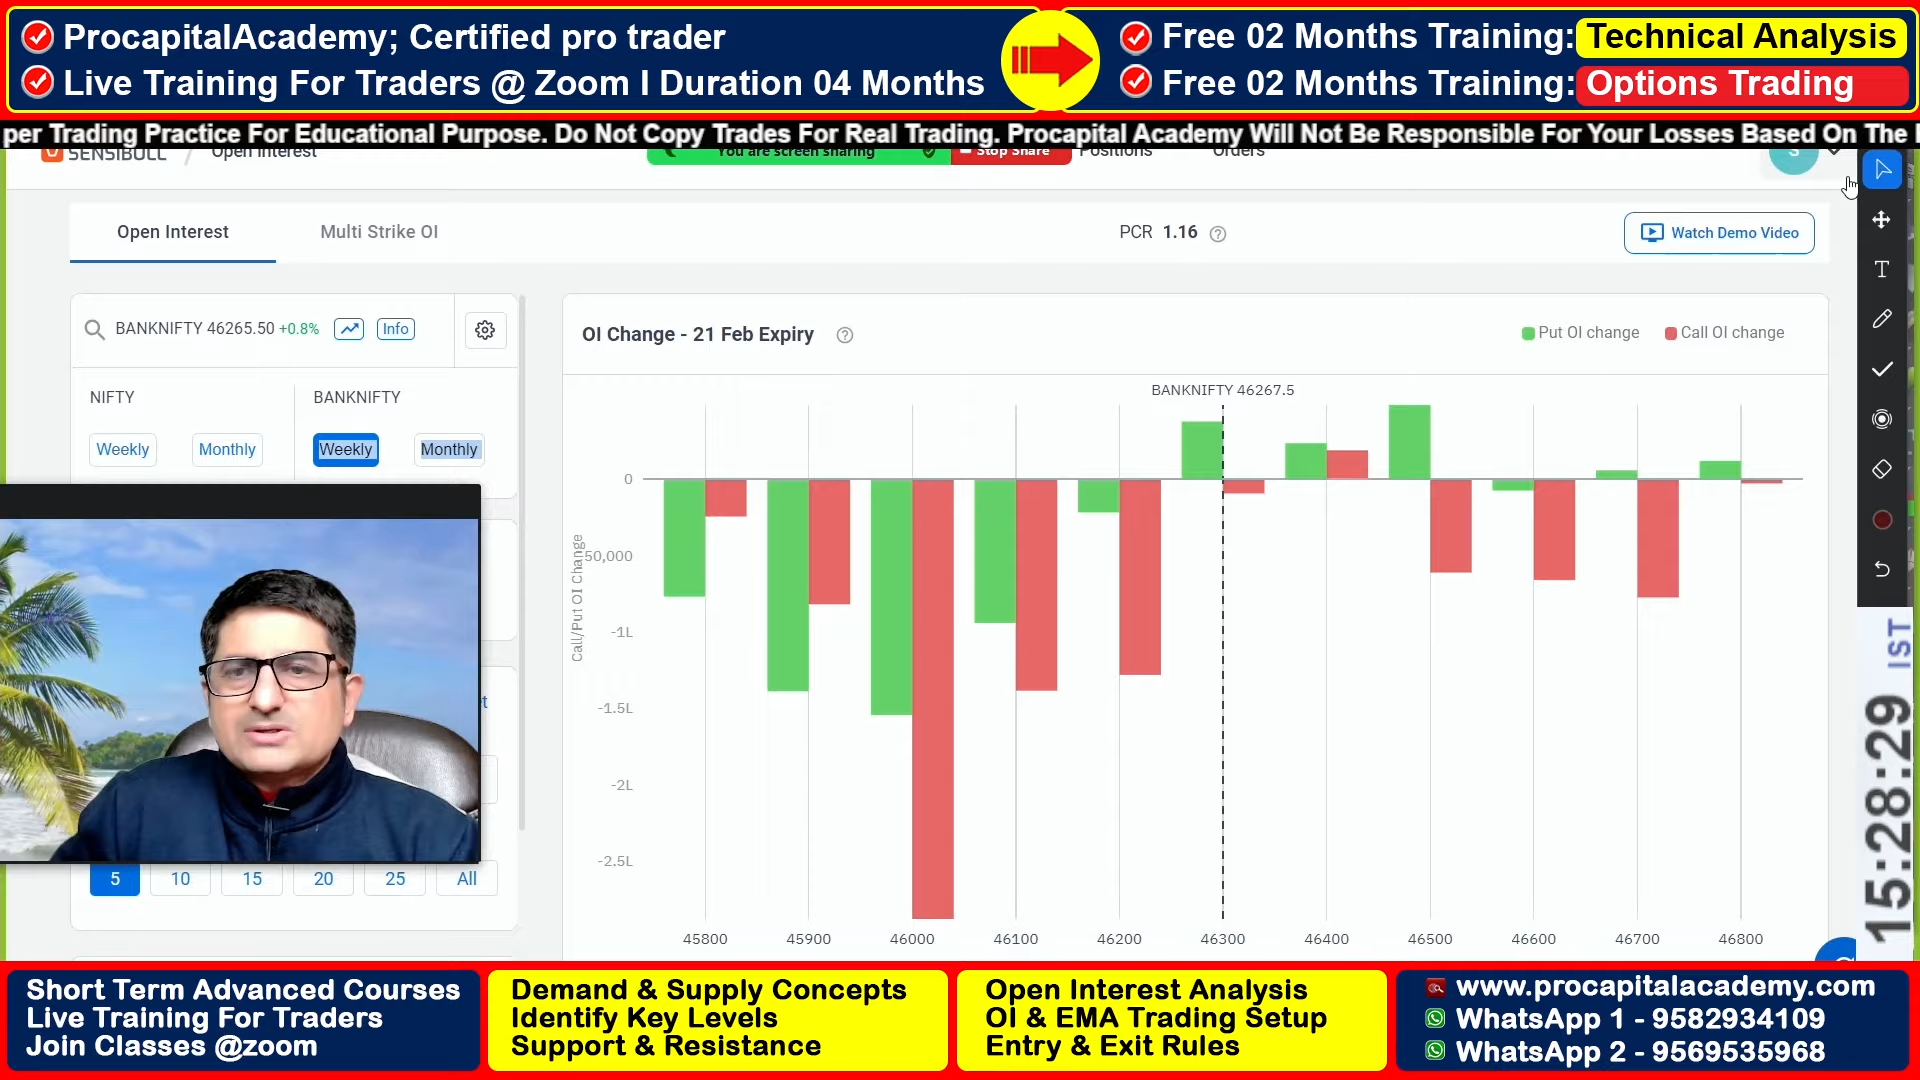 ProcapitalAcademy; Certified pro trader
Live Training For Traders @ Zoom I Duration 04 Months
Free 02 Months Training: Technical Analysis
Free 02 Months Training: Options Trading
per Trading Practice For Educational Purpose. Do Not Copy Trades For Real Trading. Procapital Academy Will Not Be Responsible For Your Losses Based On The
SENSIBULL / Open Interest
You are screen sharing
Stop Share
Positions
Orders
S
Open Interest
Multi Strike OI
PCR 1.16
Watch Demo Video
BANKNIFTY 46265.50 +0.8%
Info
NIFTY
BANKNIFTY
Weekly
Monthly
Weekly
Monthly
5
10
15
20
25
All
OI Change - 21 Feb Expiry
Put OI change
Call OI change
BANKNIFTY 46267.5
Call/Put OI Change
0
50,000
-1L
-1.5L
-2L
-2.5L
45800
45900
46000
46100
46200
46300
46400
46500
46600
46700
46800
T
15:28:29 IST
Short Term Advanced Courses
Live Training For Traders
Join Classes @zoom
Demand & Supply Concepts
Identify Key Levels
Support & Resistance
Open Interest Analysis
OI & EMA Trading Setup
Entry & Exit Rules
www.procapitalacademy.com
WhatsApp 1 - 9582934109
WhatsApp 2 - 9569535968